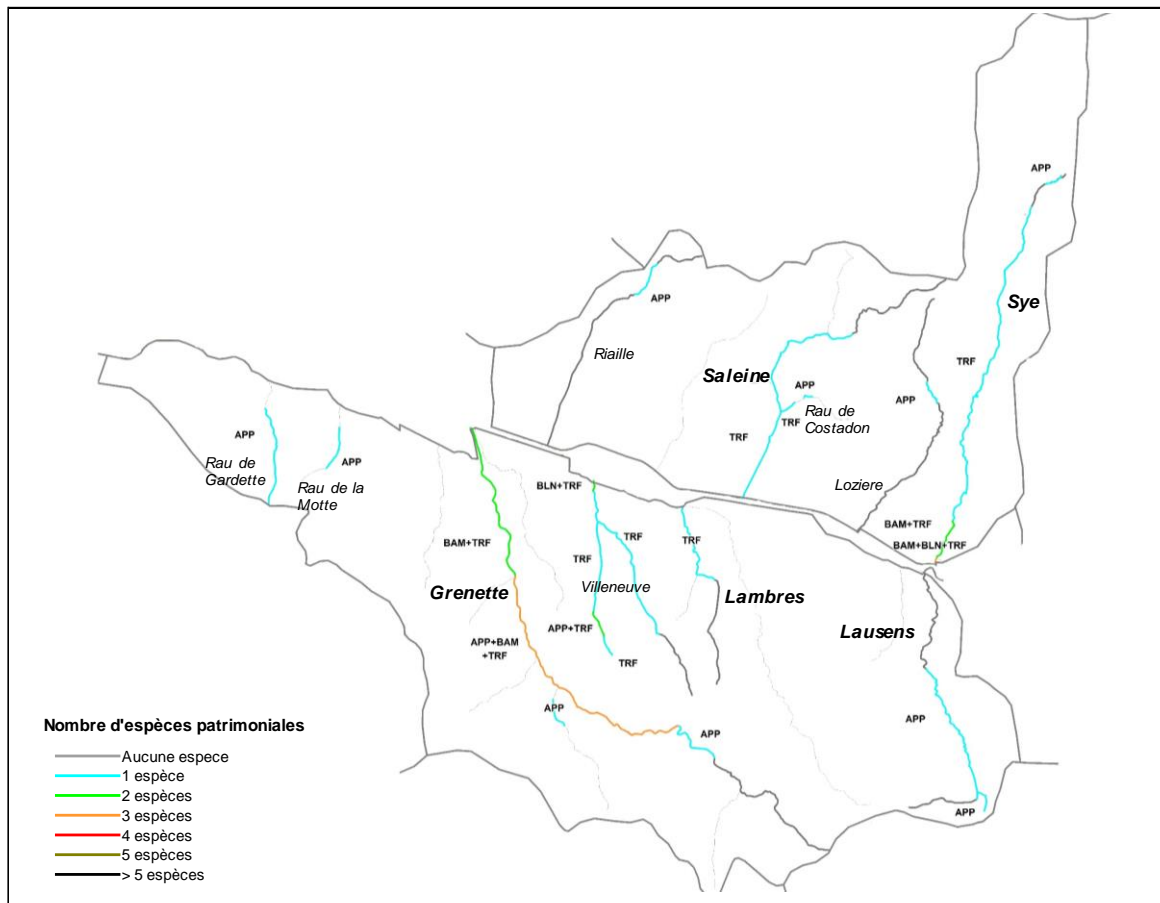 APP
Sye
APP
Riaille
TRF
Saleine
APP
APP
Rau de
Costadon
TRF
TRF
APP
Rau de
Gardette
APP
Rau de la
Motte
Loziere
BLN+TRF
BAM+TRF
BAM+BLN+TRF
BAM+TRF
TRF
TRF
TRF
Villeneuve
Grenette
Lambres
APP+TRF
Lausens
APP+BAM
+TRF
TRF
APP
APP
APP
APP
Nombre d'espèces patrimoniales
Aucune espece
1 espèce
2 espèces
3 espèces
4 espèces
5 espèces
> 5 espèces